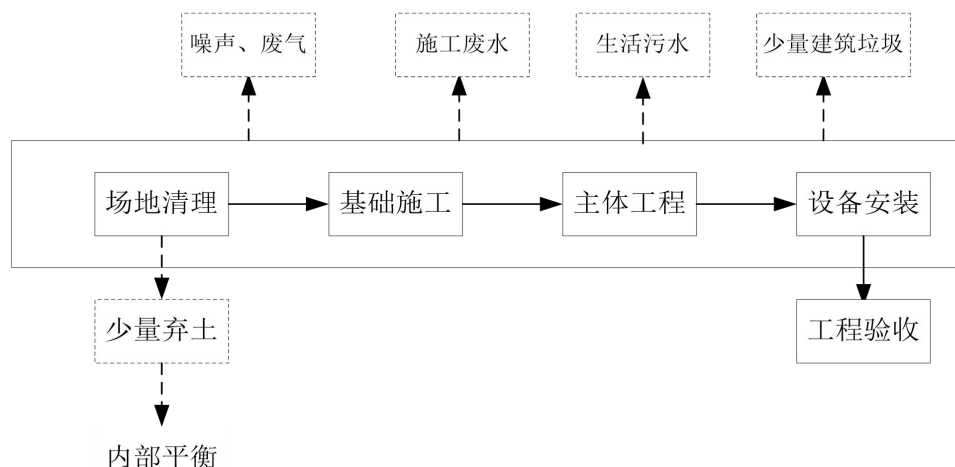 噪声、废气
施工废水
生活污水
少量建筑垃圾
场地清理
基础施工
主体工程
设备安装
少量弃土
工程验收
内部平衡